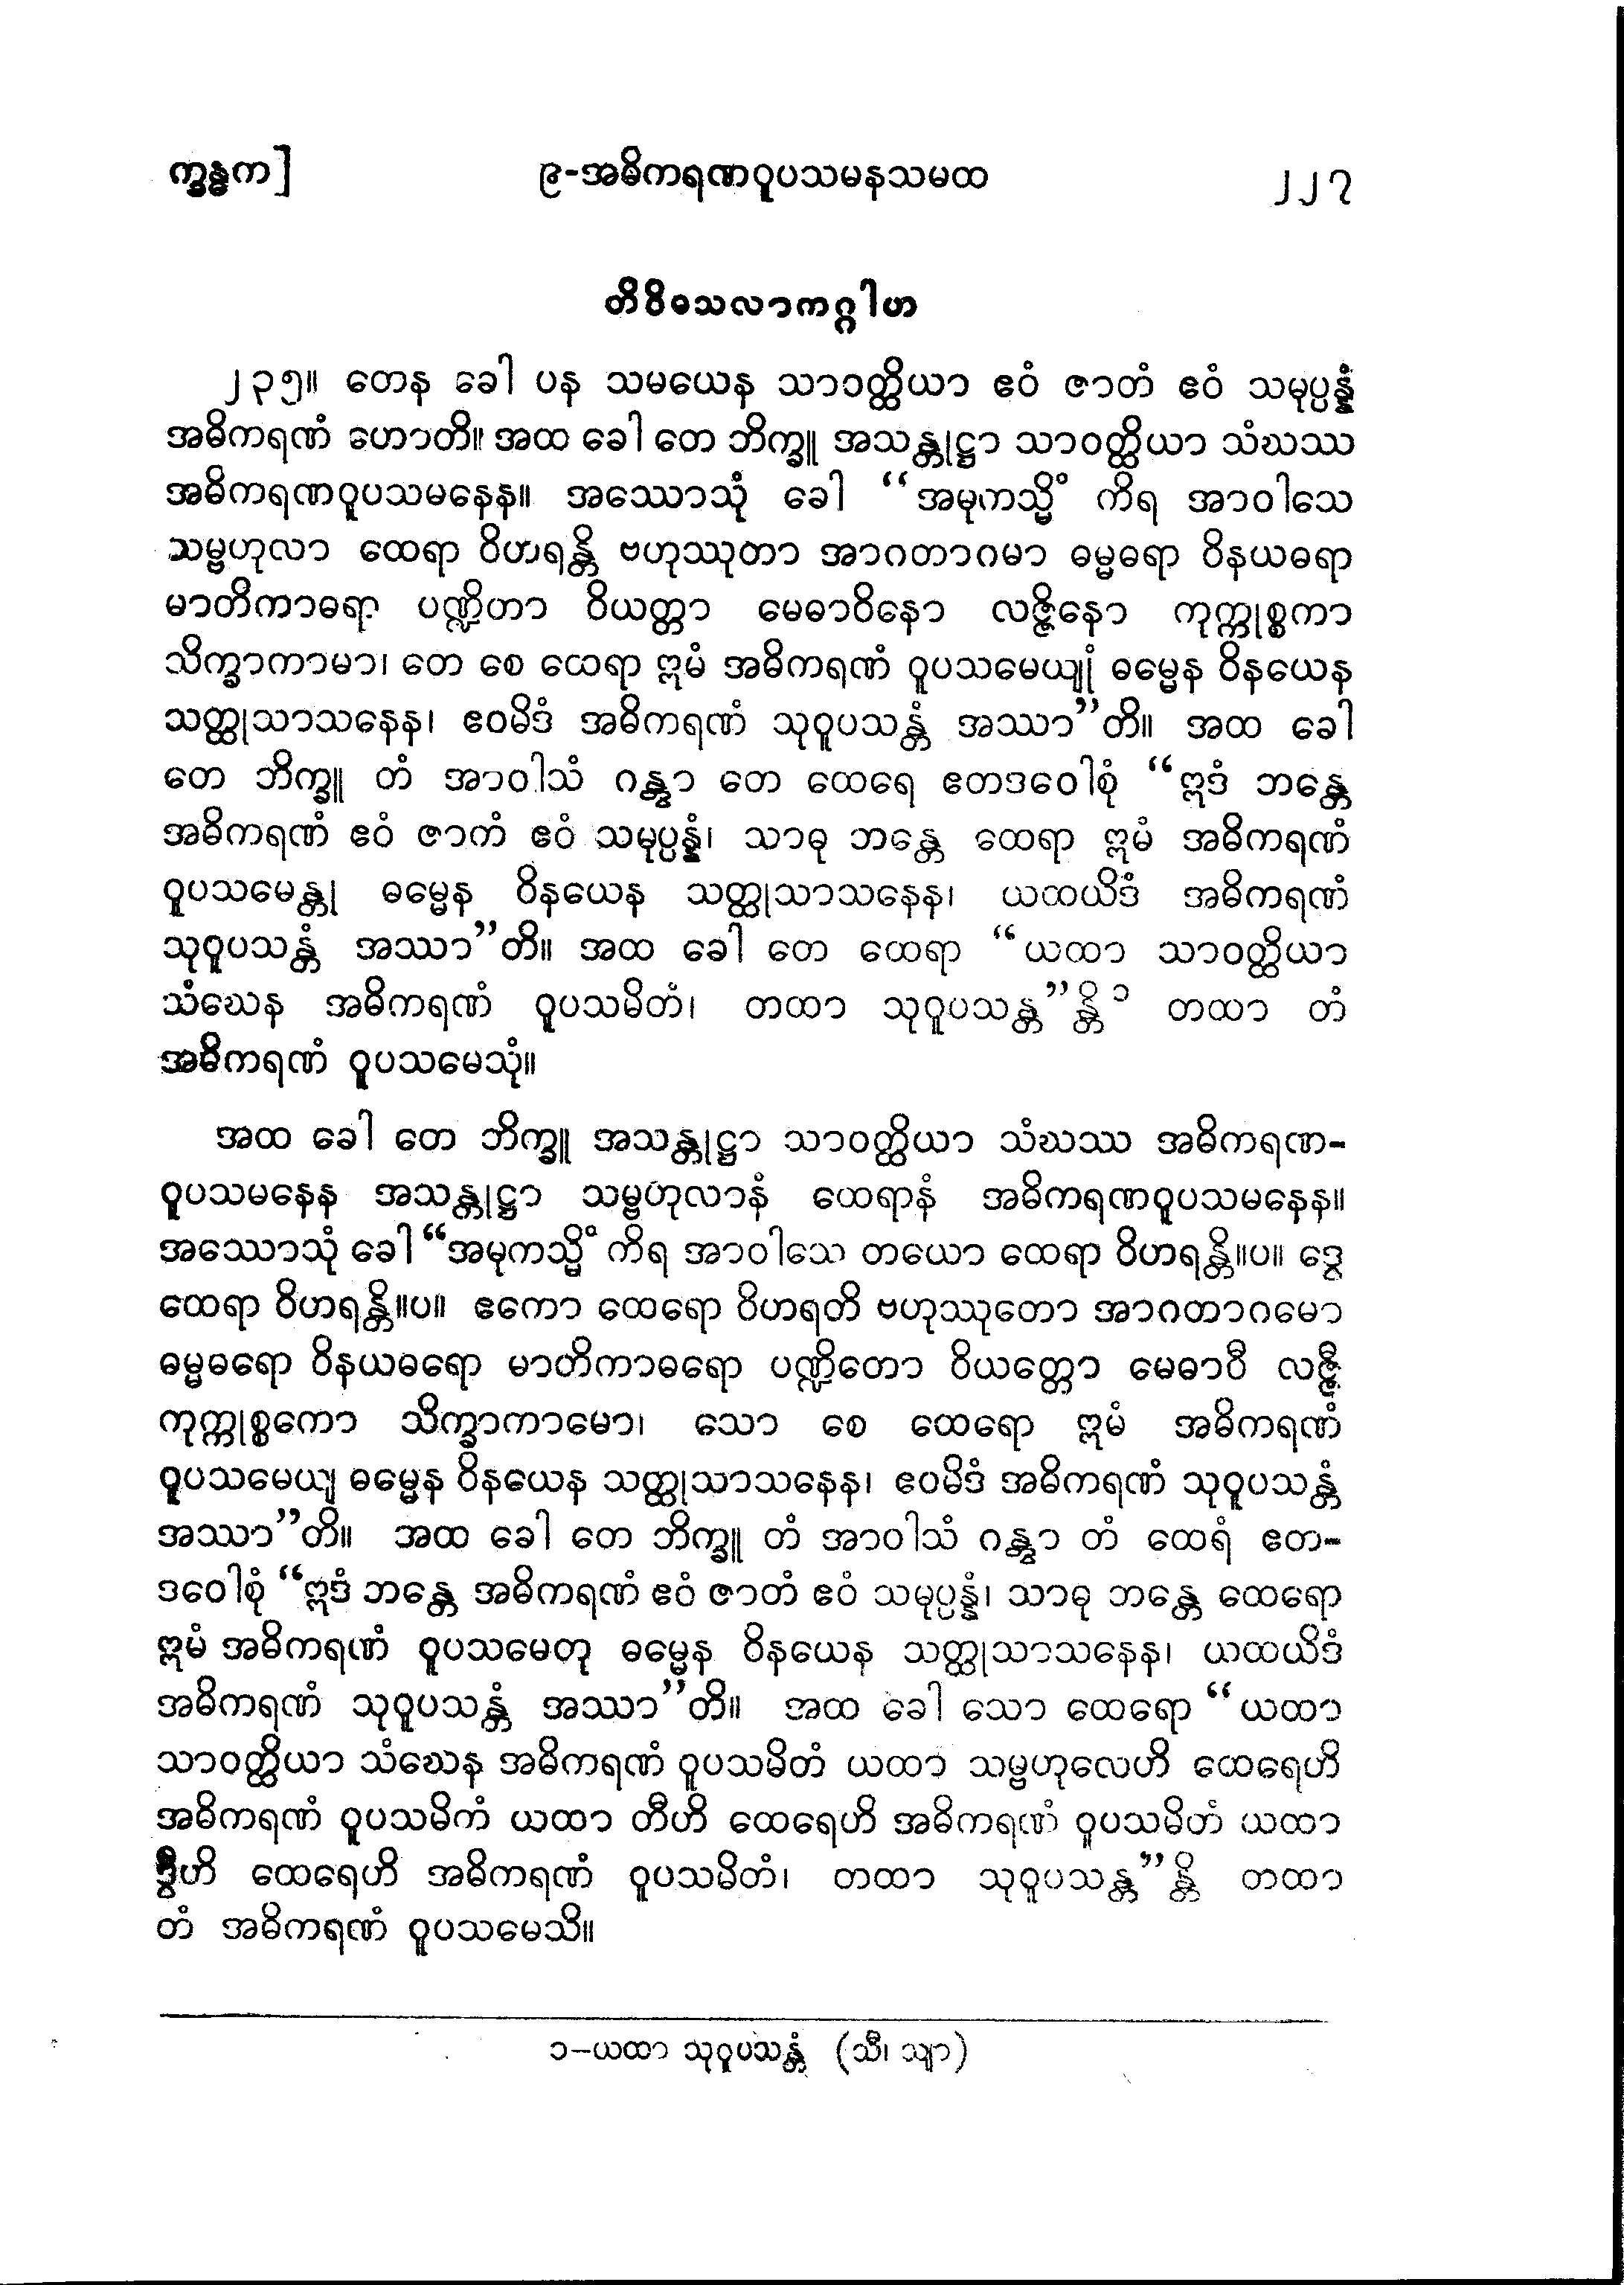 က္ခန္ဓက]
၉-အဓိကရဏဝူပသမနသမထ
၂၂၇
တိဝိဓသလာကဂ္ဂါဟ
၂၃၅။ တေန ခေါ ပန သမယေန သာဝတ္ထိယာ ဧဝံ ဇာတံ ဧဝံ သမုပ္ပန္နံ
အဓိကရဏံ ဟောတိ။ အထ ခေါ တေ ဘိက္ခူ အသန္တုဋ္ဌာ သာဝတ္ထိယာ သံဃဿ
အဓိကရဏဝူပသမနေန။ အဿောသုံ ခေါ “အမုကသ္မိံ ကိရ အာဝါသေ
သမ္ဗဟုလာ ထေရာ ဝိဟရန္တိ ဗဟုဿုတာ အာဂတာဂမာ ဓမ္မဓရာ ဝိနယဓရာ
မာတိကာဓရာ ပဏ္ဍိတာ ဝိယတ္တာ မေဓာဝိနော လဇ္ဇိနော ကုက္ကုစ္စကာ
သိက္ခာကာမာ၊ တေ စေ ထေရာ ဣမံ အဓိကရဏံ ဝူပသမေယျုံ ဓမ္မေန ဝိနယေန
သတ္ထုသာသနေန၊ ဧဝမိဒံ အဓိကရဏံ သုဝူပသန္တံ အဿာ”တိ။ အထ ခေါ
တေ ဘိက္ခူ တံ အာဝါသံ ဂန္တွာ တေ ထေရေ ဧတဒဝေါစုံ “ဣဒံ ဘန္တေ
အဓိကရဏံ ဧဝံ ဇာကံ ဧဝံ သမုပ္ပန္နံ၊ သာဓု ဘန္တေ ထေရာ ဣမံ အဓိကရဏံ
ဝူပသမေန္တု ဓမ္မေန ဝိနယေန သတ္ထုသာသနေန၊ ယထယိဒံ အဓိကရဏံ
သုဝူပသန္တံ အဿာ”တိ။ အထ ခေါ တေ ထေရာ “ယထာ သာဝတ္ထိယာ
သံဃေန အဓိကရဏံ ဝူပသမိတံ၊ တထာ သုဝူပသန္တ”န္တိ ၁ တထာ တံ
အဓိကရဏံ ဝူပသမေသုံ။
အထ ခေါ တေ ဘိက္ခူ အသန္တုဋ္ဌာ သာဝတ္ထိယာ သံဃဿ အဓိကရဏ-
ဝူပသမနေန အသန္တုဋ္ဌာ သမ္ဗဟုလာနံ ထေရာနံ အဓိကရဏဝူပသမနေန။
အဿောသုံ ခေါ “အမုကသ္မိံ ကိရ အာဝါသေ တယော ထေရာ ဝိဟရန္တိ။ပ။ ဒွေ
ထေရာ ဝိဟရန္တိ။ပ။ ဧကော ထေရော ဝိဟရတိ ဗဟုဿုတော အာဂတာဂမော
ဓမ္မဓရော ဝိနယဓရော မာတိကာဓရော ပဏ္ဍိတော ဝိယတ္တော မေဓာဝီ လဇ္ဇီ
ကုက္ကုစ္စကော သိက္ခာကာမော၊ သော စေ ထေရော ဣမံ အဓိကရဏံ
ဝူပသမေယျ ဓမ္မေန ဝိနယေန သတ္ထုသာသနေန၊ ဧဝမိဒံ အဓိကရဏံ သုဝူပသန္တံ
အဿာ”တိ။ အထ ခေါ တေ ဘိက္ခူ တံ အာဝါသံ ဂန္တွာ တံ ထေရံ ဧတ-
ဒဝေါစုံ “ဣဒံ ဘန္တေ အဓိကရဏံ ဧဝံ ဇာတံ ဧဝံ သမုပ္ပန္နံ၊ သာဓု ဘန္တေ ထေရော
ဣမံ အဓိကရဏံ ဝူပသမေတု ဓမ္မေန ဝိနယေန သတ္ထုသာသနေန၊ ယထယိဒံ
အဓိကရဏံ သုဝူပသန္တံ အဿာ”တိ။ အထ ခေါ သော ထေရော “ယထာ
သာဝတ္ထိယာ သံဃေန အဓိကရဏံ ဝူပသမိတံ ယထာ သမ္ဗဟုလေဟိ ထေရေဟိ
အဓိကရဏံ ဝူပသမိကံ ယထာ တီဟိ ထေရေဟိ အဓိကရဏံ ဝူပသမိတံ ယထာ
ဒွီဟိ ထေရေဟိ အဓိကရဏံ ဝူပသမိတံ၊ တထာ သုဝူပသန္တ”န္တိ တထာ
တံ အဓိကရဏံ ဝူပသမေသိ။
၁-ယထာ သုဝူပသန္တံ (သီ၊ သျာ)